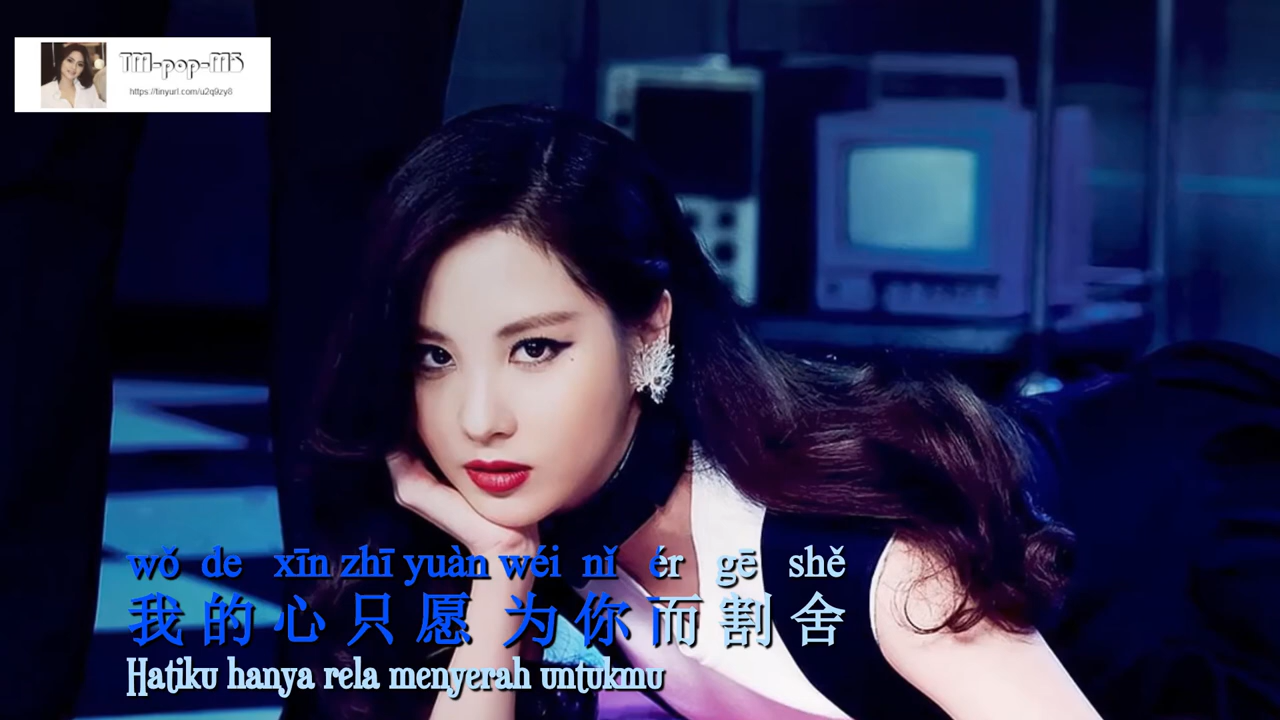 TM-pop-M3
https://tinyurl.com/u2q9zy8
wǒ de xīn zhī yuàn wéi nǐ ér gē shě
我的心只愿 为你而割舍
Hatiku hanya rela menyerah untukmu